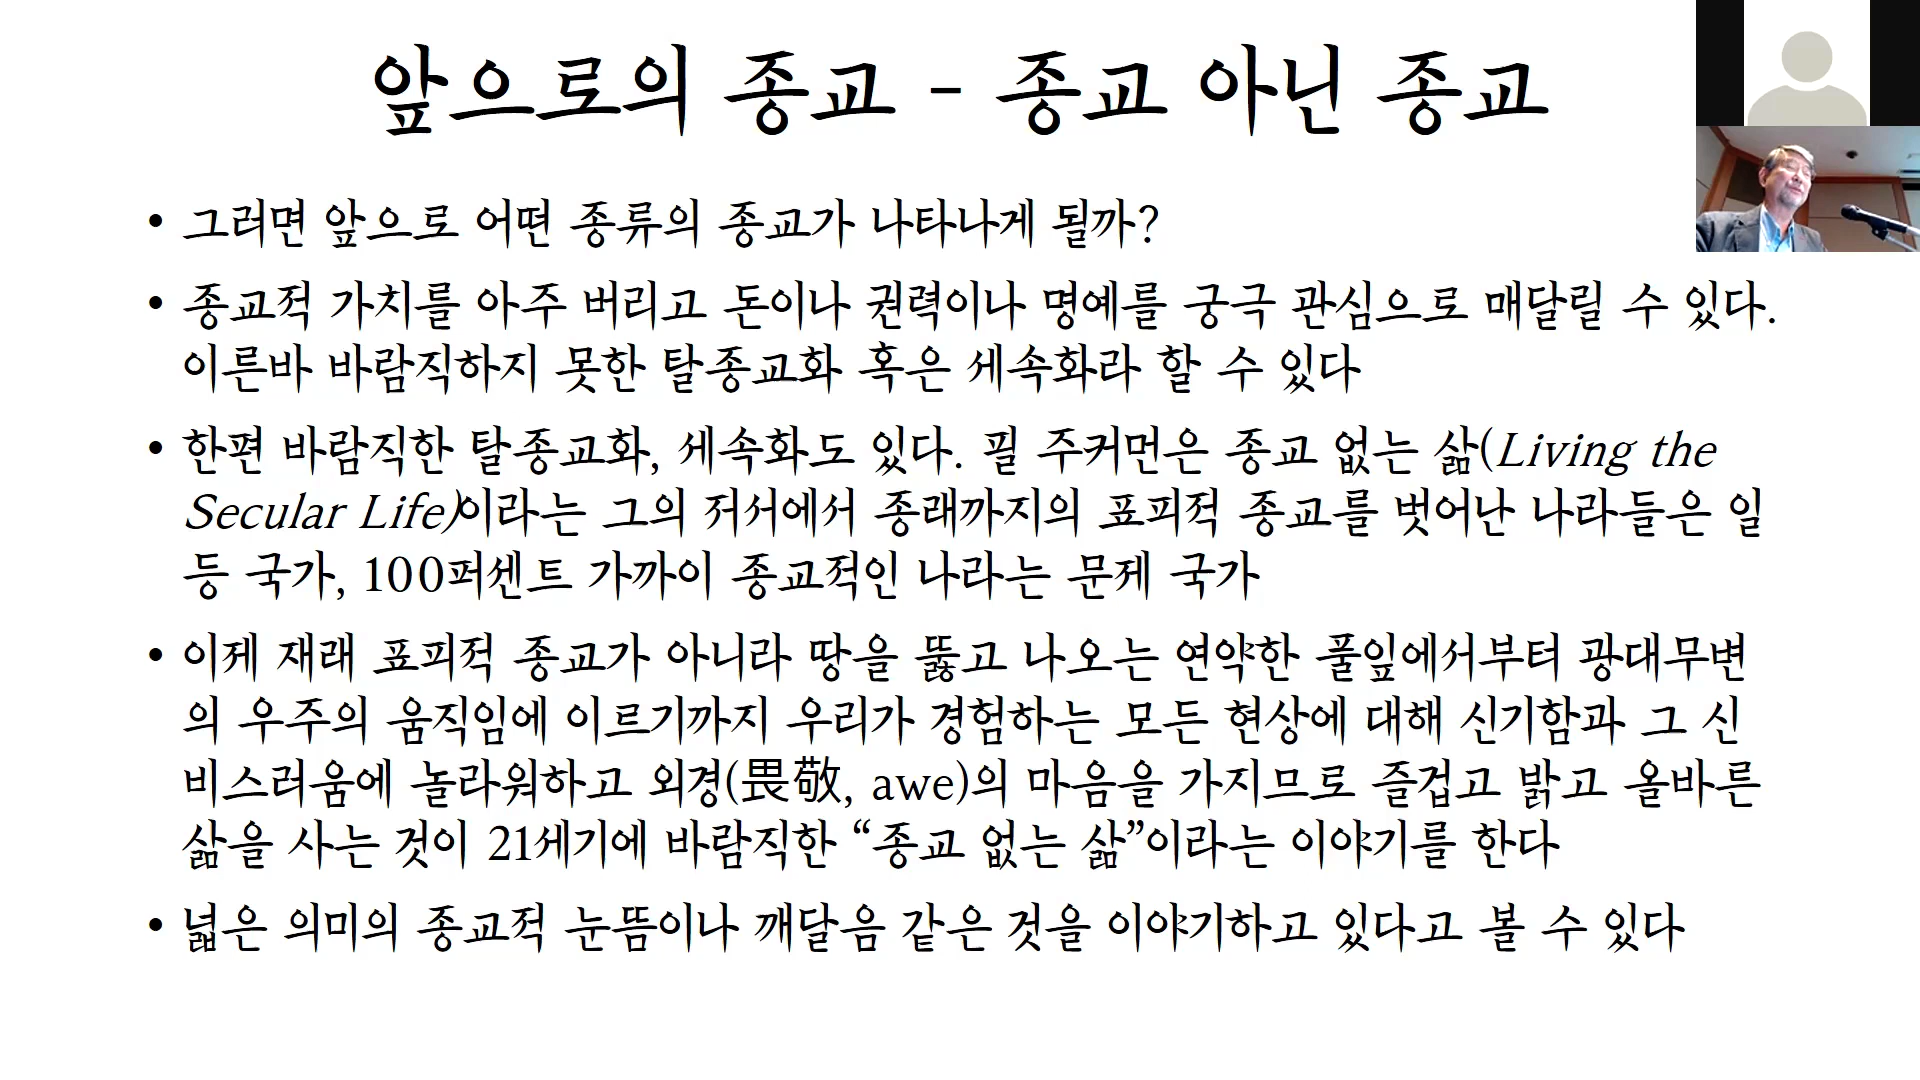 앞으로의 종교 - 종교 아닌 종교
• 그러면 앞으로 어떤 종류의 종교가 나타나게 될까?
• 종교적 가치를 아주 버리고 돈이나 권력이나 명예를 궁극 관심으로 매달릴 수 있다.
이른바 바람직하지 못한 탈종교화 혹은 세속화라 할 수 있다
• 한편 바람직한 탈종교화, 세속화도 있다. 필 주커먼은 종교 없는 삶(Living the
Secular Life)이라는 그의 저서에서 종래까지의 표피적 종교를 벗어난 나라들은 일
등 국가, 100퍼센트 가까이 종교적인 나라는 문제 국가
• 이제 재래 표피적 종교가 아니라 땅을 뚫고 나오는 연약한 풀잎에서부터 광대무변
의 우주의 움직임에 이르기까지 우리가 경험하는 모든 현상에 대해 신기함과 그 신
비스러움에 놀라워하고 외경(畏敬, awe)의 마음을 가지므로 즐겁고 밝고 올바른
삶을 사는 것이 21세기에 바람직한 “종교 없는 삶”이라는 이야기를 한다
• 넓은 의미의 종교적 눈뜸이나 깨달음 같은 것을 이야기하고 있다고 볼 수 있다